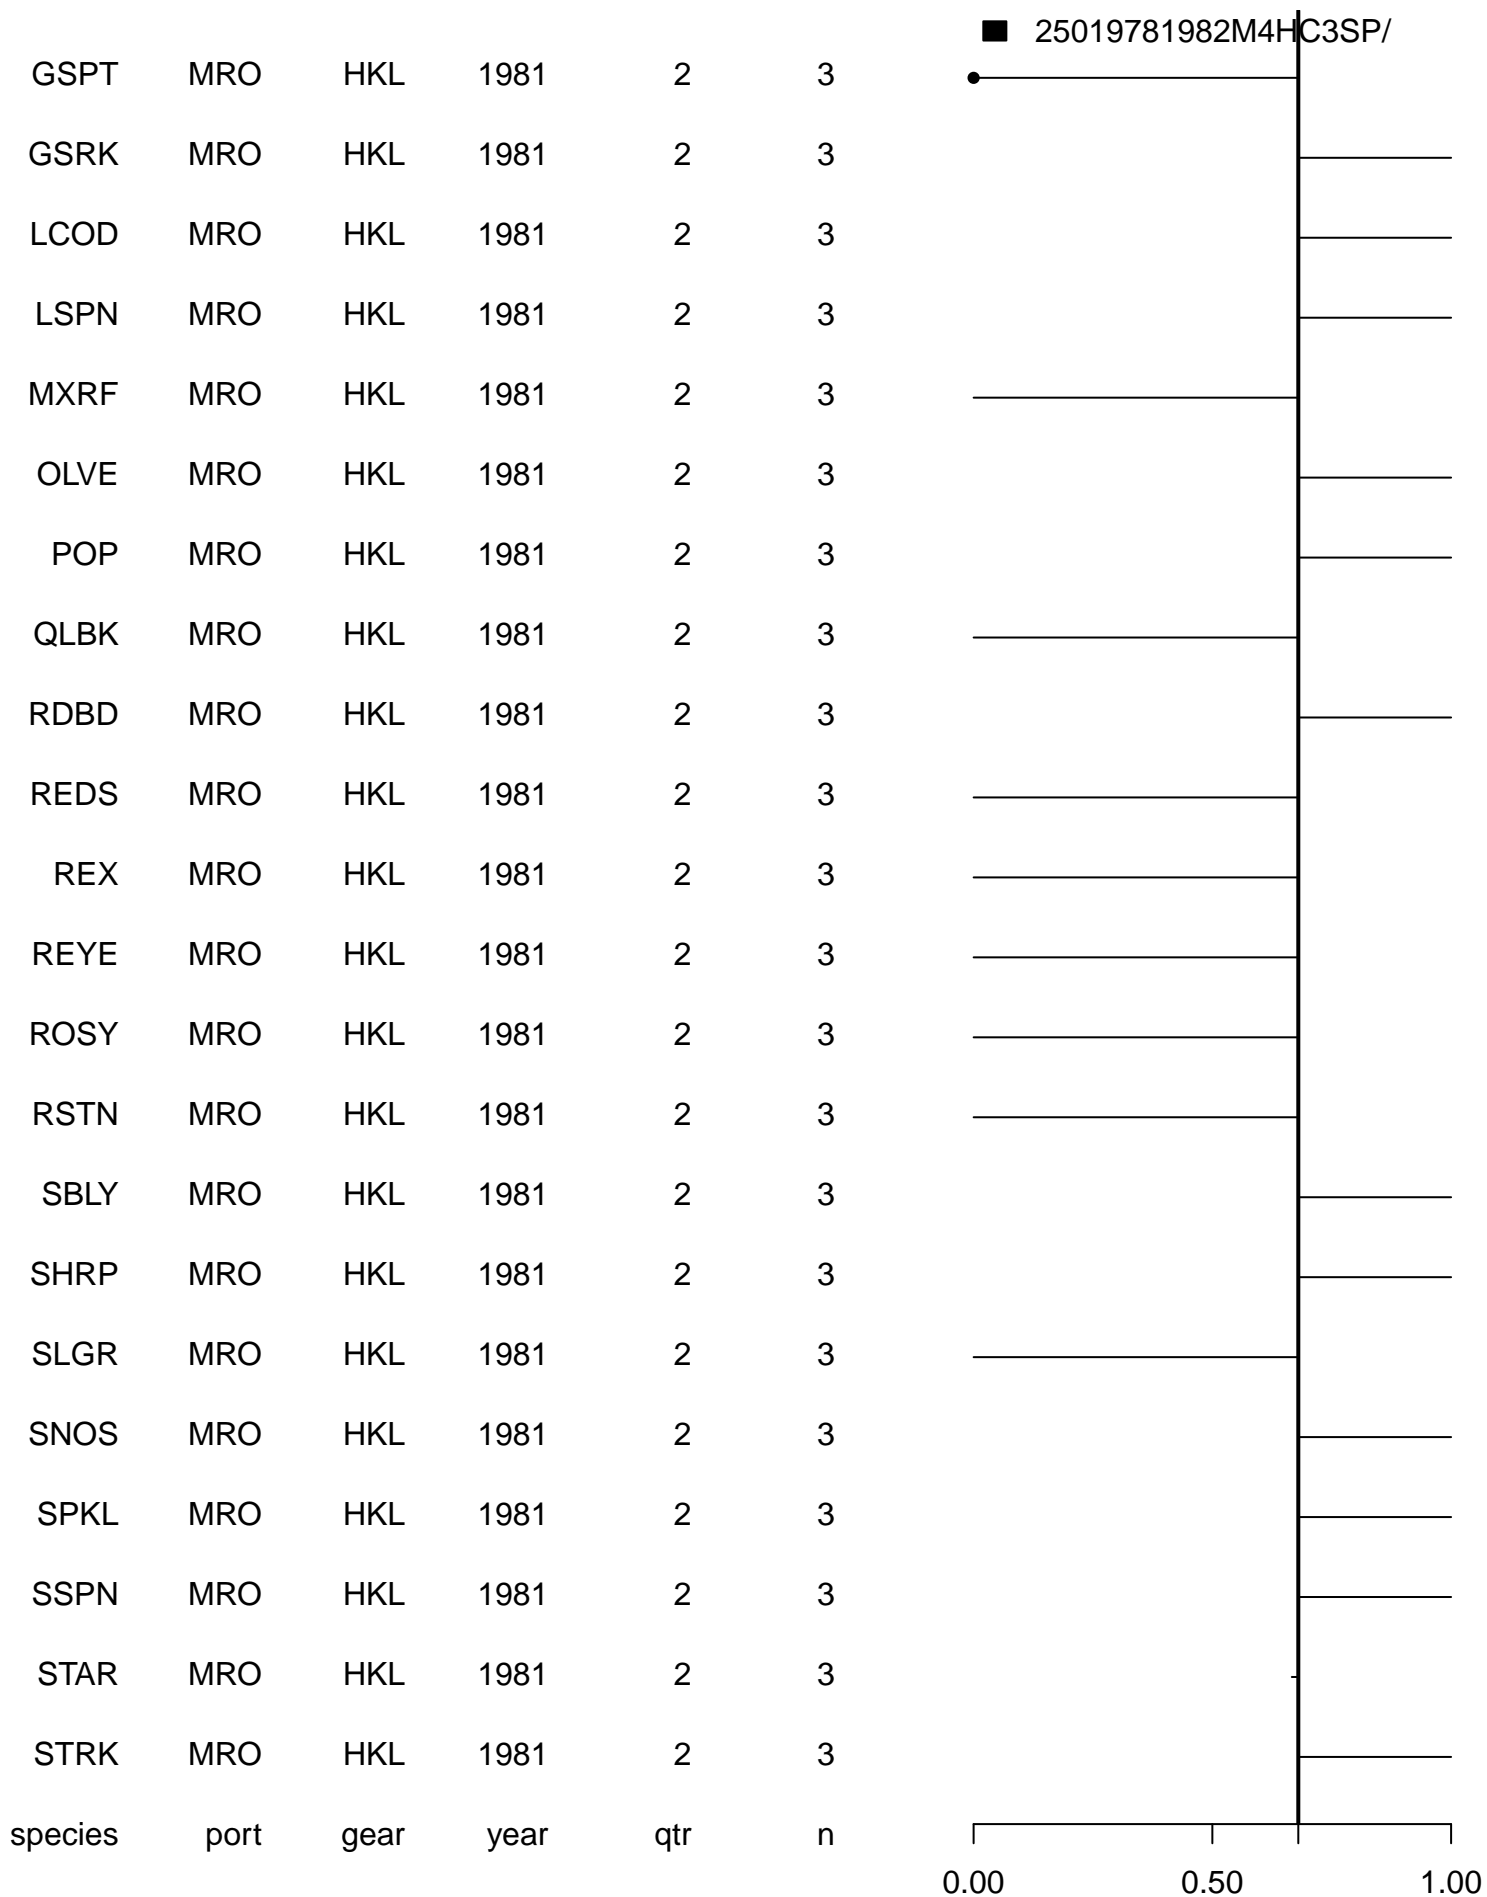 25019781982M4HC3SP/
GSPT MRO HKL 1981 2 3
GSRK MRO HKL 1981 2 3
LCOD MRO HKL 1981 2 3
LSPN MRO HKL 1981 2 3
MXRF MRO HKL 1981 2 3
OLVE MRO HKL 1981 2 3
POP MRO HKL 1981 2 3
QLBK MRO HKL 1981 2 3
RDBD MRO HKL 1981 2 3
REDS MRO HKL 1981 2 3
REX MRO HKL 1981 2 3
REYE MRO HKL 1981 2 3
ROSY MRO HKL 1981 2 3
RSTN MRO HKL 1981 2 3
SBLY MRO HKL 1981 2 3
SHRP MRO HKL 1981 2 3
SLGR MRO HKL 1981 2 3
SNOS MRO HKL 1981 2 3
SPKL MRO HKL 1981 2 3
SSPN MRO HKL 1981 2 3
STAR MRO HKL 1981 2 3
STRK MRO HKL 1981 2 3
species port gear year qtr n
0.00 0.50 1.00